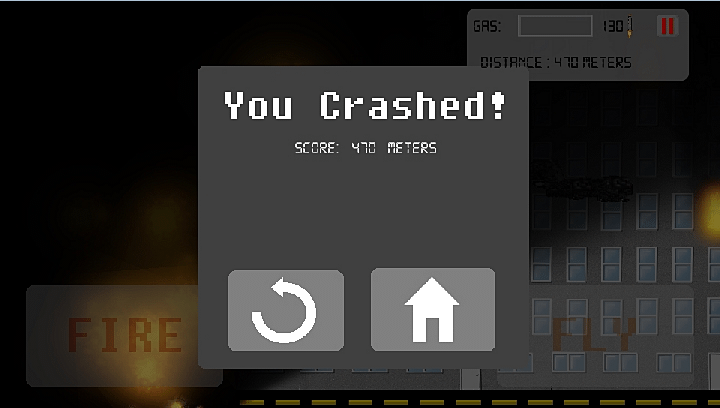 GAS: 130
DISTANCE: 470 METERS
You Crashed!
SCORE: 470 METERS
FIRE FLY